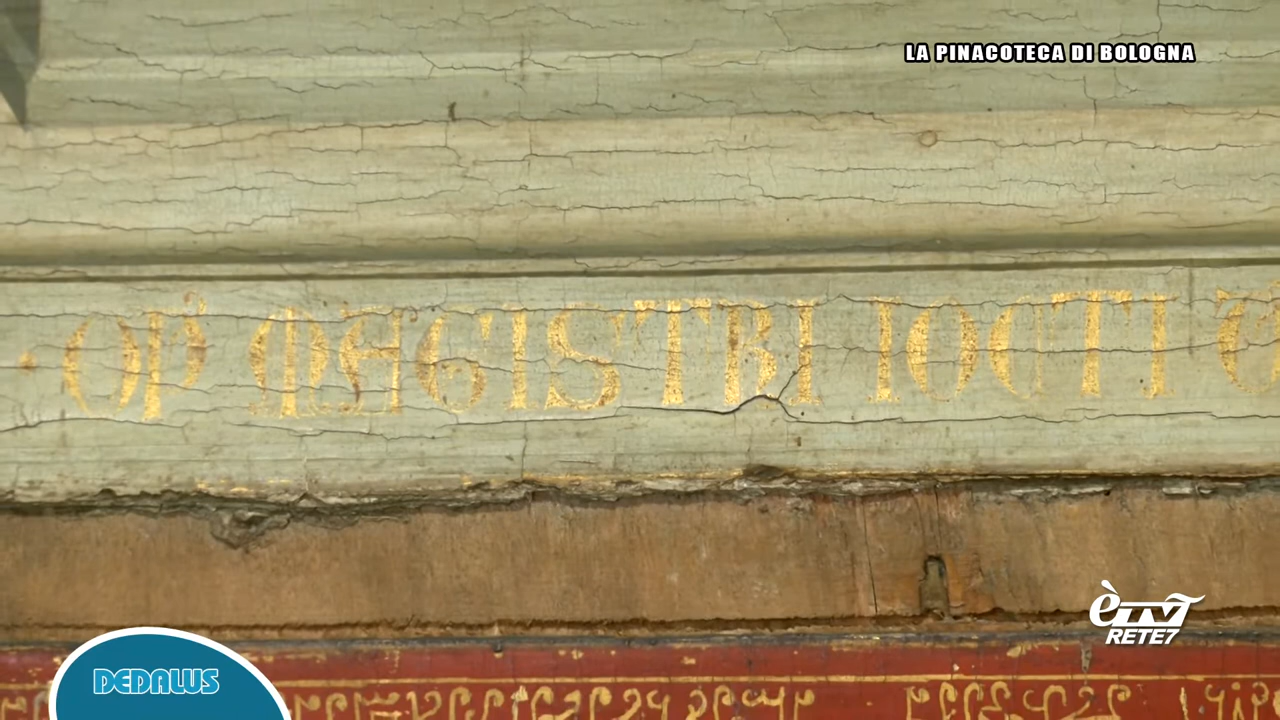 LA PINACOTECA DI BOLOGNA
· OP MAGISTRI IOCTI
èTV
RETE7
DEDALUS